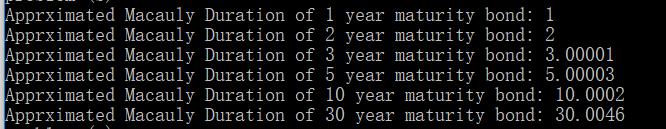 Apprximated Macauly Duration of 1 year maturity bond: 1
Apprximated Macauly Duration of 2 year maturity bond: 2
Apprximated Macauly Duration of 3 year maturity bond: 3.00001
Apprximated Macauly Duration of 5 year maturity bond: 5.00003
Apprximated Macauly Duration of 10 year maturity bond: 10.0002
Apprximated Macauly Duration of 30 year maturity bond: 30.0046